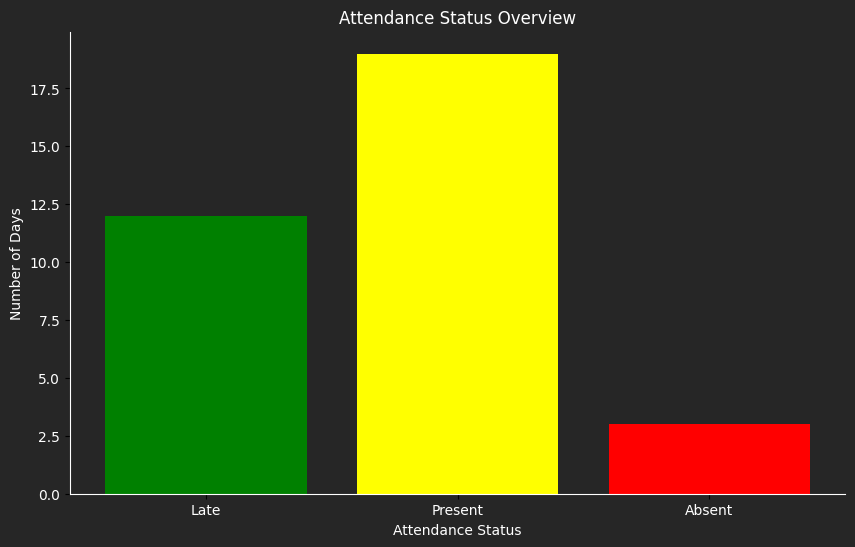 Attendance Status Overview
Number of Days
17.5
15.0
12.5
10.0
7.5
5.0
2.5
0.0
Late Present Absent
Attendance Status